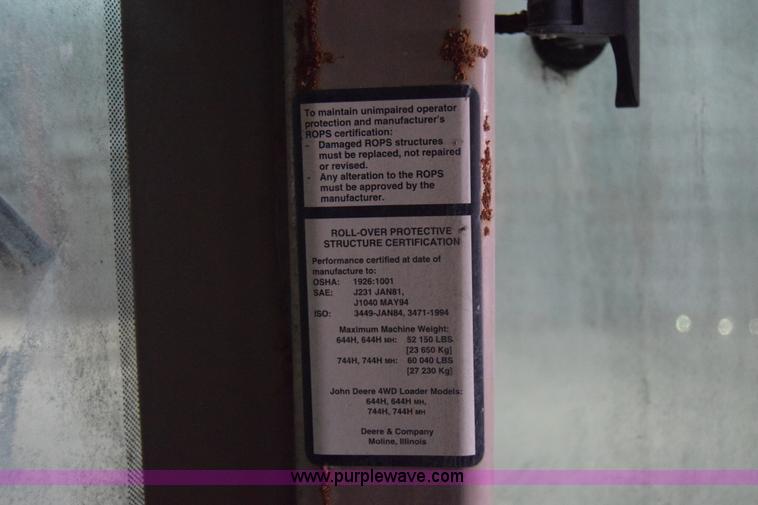 To maintain unimpaired operator
protection and manufacturer's
ROPS certification:
- Damaged ROPS structures
must be replaced, not repaired
or revised.
- Any alteration to the ROPS
must be approved by the
manufacturer.
ROLL-OVER PROTECTIVE
STRUCTURE CERTIFICATION
Performance certified at date of
manufacture to:
OSHA: 1926:1001
SAE: J231 JAN81,
J1040 MAY94
ISO: 3449-JAN84, 3471-1994
Maximum Machine Weight:
644H, 644H MH: 52 150 LBS
[23 650 Kg]
744H, 744H MH: 60 040 LBS
[27 230 Kg]
John Deere 4WD Loader Models:
644H, 644H MH,
744H, 744H MH
Deere & Company
Moline, Illinois
www.purplewave.com